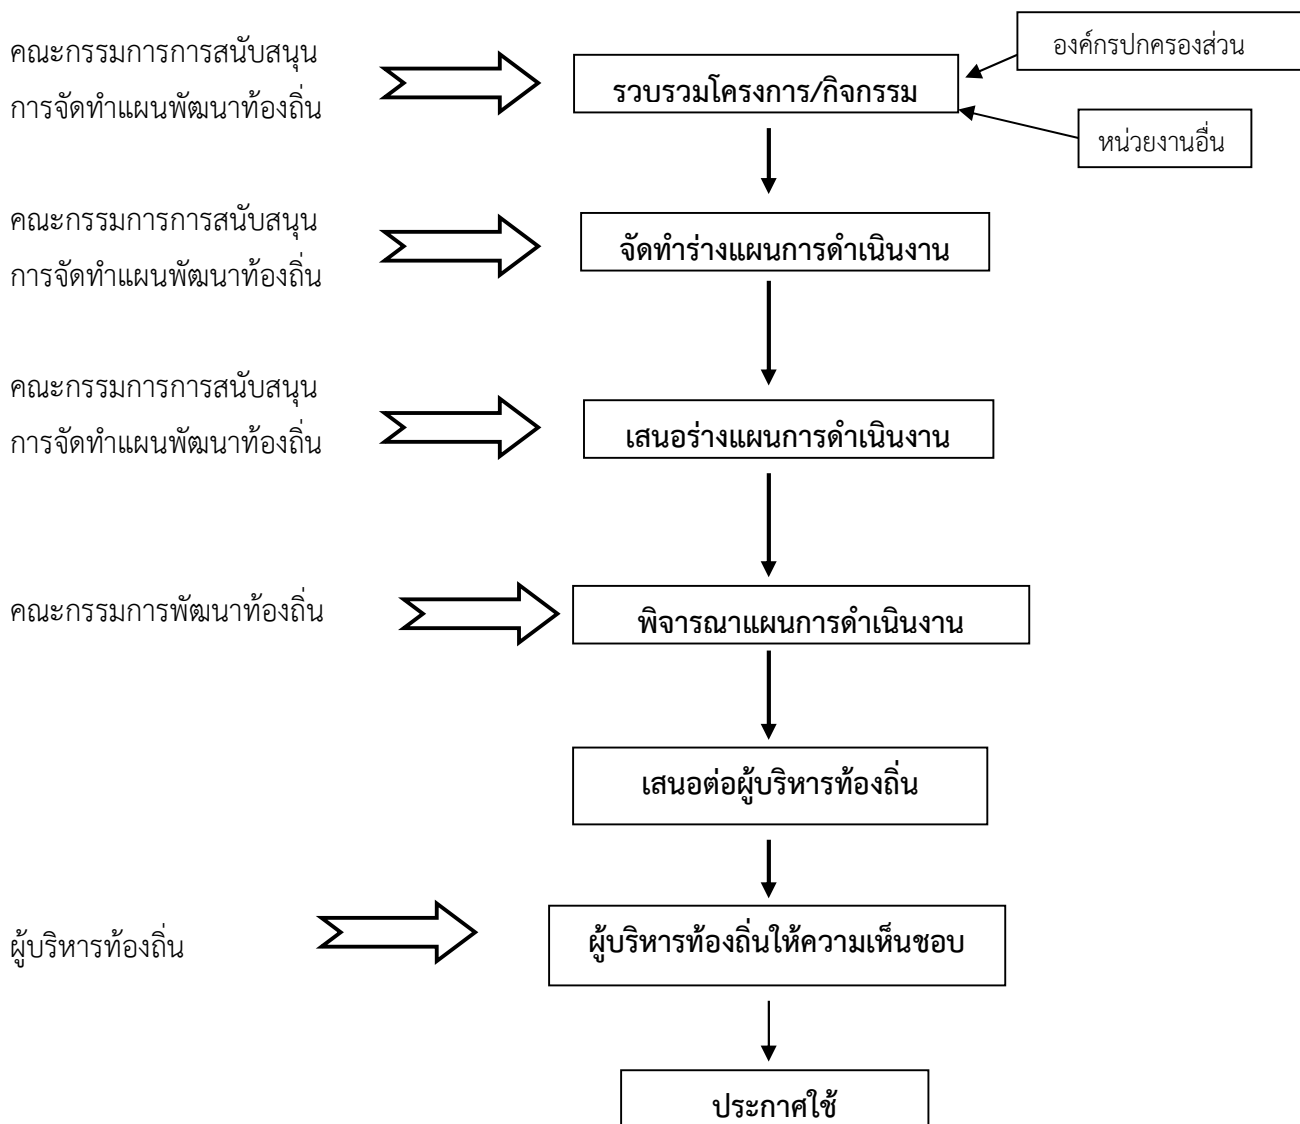 คณะกรรมการการสนับสนุน
การจัดทำแผนพัฒนาท้องถิ่น
รวบรวมโครงการ/กิจกรรม
องค์กรปกครองส่วน
หน่วยงานอื่น
คณะกรรมการการสนับสนุน
การจัดทำแผนพัฒนาท้องถิ่น
จัดทำร่างแผนการดำเนินงาน
คณะกรรมการการสนับสนุน
การจัดทำแผนพัฒนาท้องถิ่น
เสนอร่างแผนการดำเนินงาน
คณะกรรมการพัฒนาท้องถิ่น
พิจารณาแผนการดำเนินงาน
เสนอต่อผู้บริหารท้องถิ่น
ผู้บริหารท้องถิ่น
ผู้บริหารท้องถิ่นให้ความเห็นชอบ
ประกาศใช้